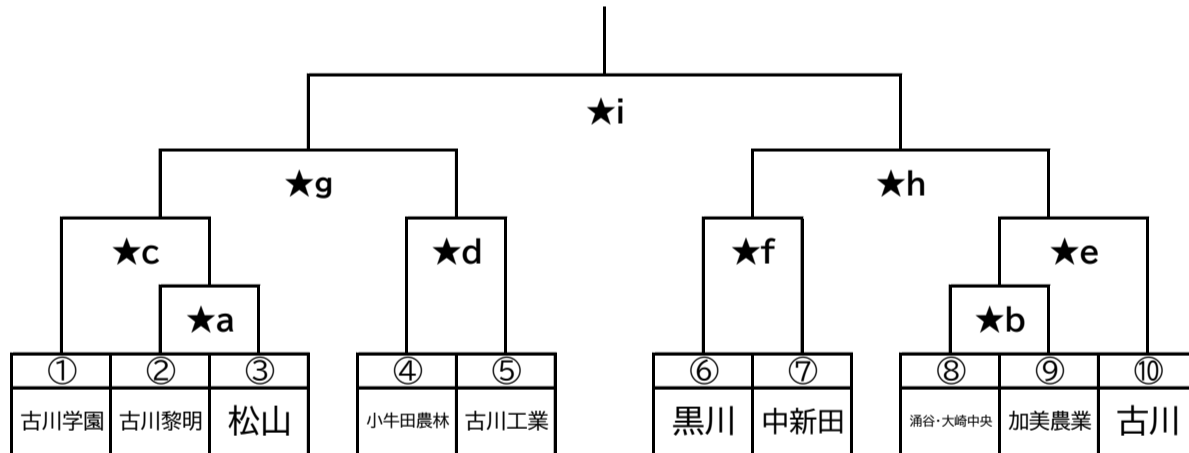 ★i
★g ★h
★c ★d ★f ★e
★a ★b
① ② ③ ④ ⑤ ⑥ ⑦ ⑧ ⑨ ⑩
古川学園 古川黎明 松山 小牛田農林 古川工業 黒川 中新田 涌谷・大崎中央 加美農業 古川